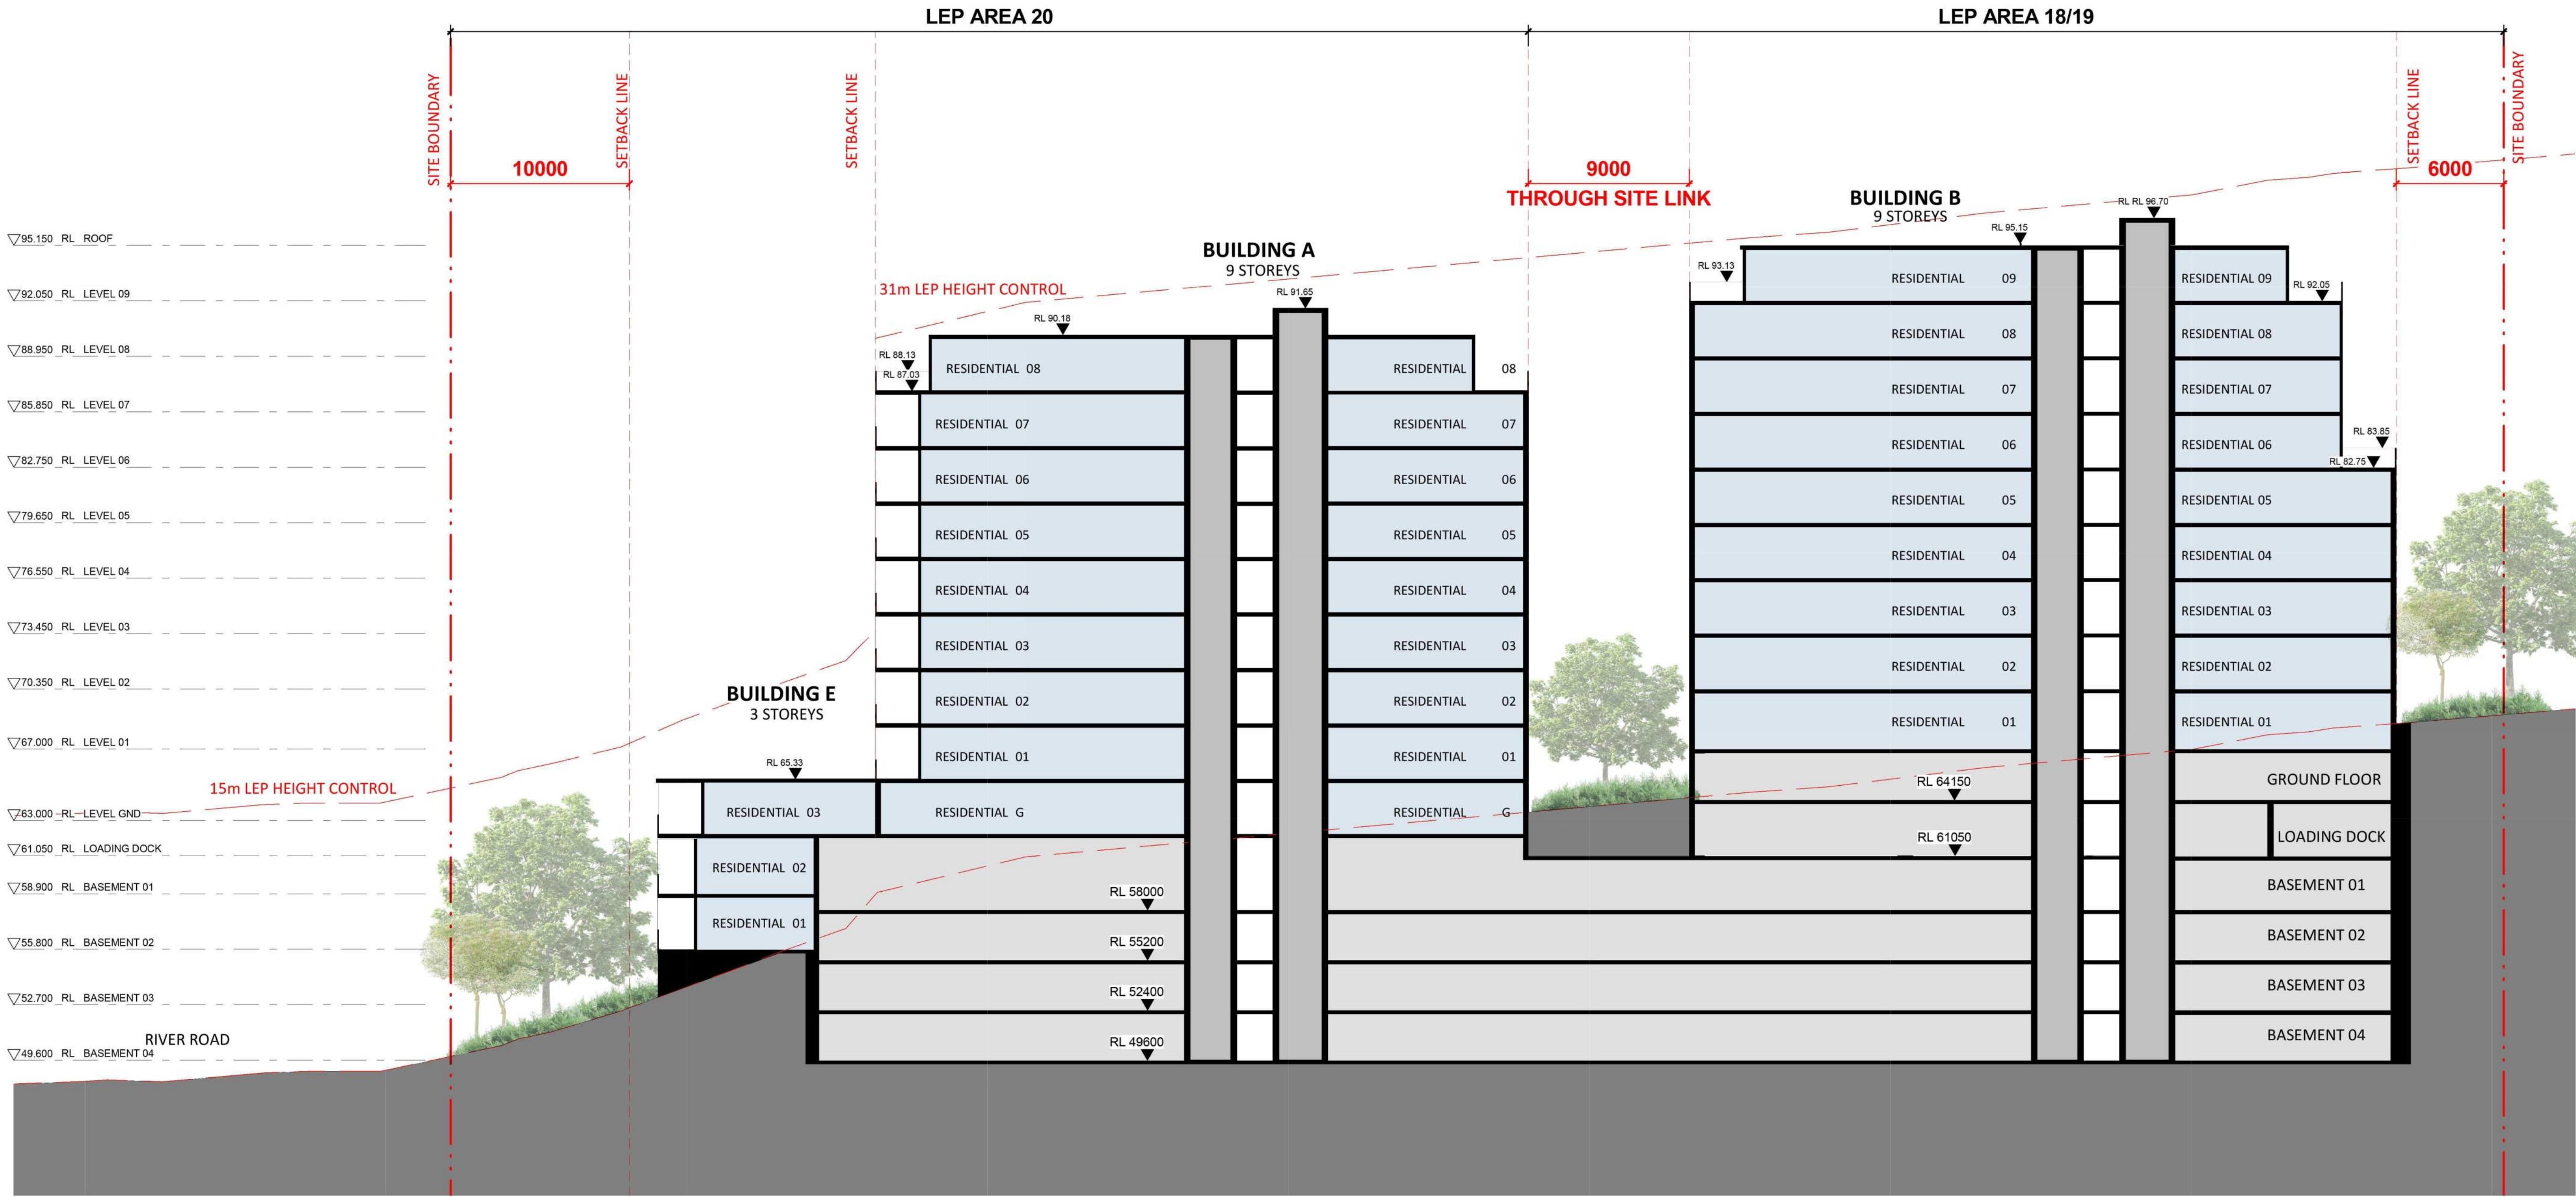 LEP AREA 20
LEP AREA 18/19
SITE BOUNDARY
SETBACK LINE
SETBACK LINE
SETBACK LINE
SITE BOUNDARY
10000
9000
THROUGH SITE LINK
6000
BUILDING A
9 STOREYS
BUILDING B
9 STOREYS
BUILDING E
3 STOREYS
31m LEP HEIGHT CONTROL
15m LEP HEIGHT CONTROL
95.150 RL ROOF
92.050 RL LEVEL 09
88.950 RL LEVEL 08
85.850 RL LEVEL 07
82.750 RL LEVEL 06
79.650 RL LEVEL 05
76.550 RL LEVEL 04
73.450 RL LEVEL 03
70.350 RL LEVEL 02
67.000 RL LEVEL 01
63.000 RL LEVEL GND
61.050 RL LOADING DOCK
58.900 RL BASEMENT 01
55.800 RL BASEMENT 02
52.700 RL BASEMENT 03
RIVER ROAD
49.600 RL BASEMENT 04
RL 65.33
RESIDENTIAL 03
RESIDENTIAL 02
RESIDENTIAL 01
RL 88.13
RL 87.03
RL 90.18
RL 91.65
RESIDENTIAL 08
RESIDENTIAL 07
RESIDENTIAL 06
RESIDENTIAL 05
RESIDENTIAL 04
RESIDENTIAL 03
RESIDENTIAL 02
RESIDENTIAL 01
RESIDENTIAL G
RESIDENTIAL 08
RESIDENTIAL 07
RESIDENTIAL 06
RESIDENTIAL 05
RESIDENTIAL 04
RESIDENTIAL 03
RESIDENTIAL 02
RESIDENTIAL 01
RESIDENTIAL G
RL 58000
RL 55200
RL 52400
RL 49600
RL 93.13
RL 95.15
RL RL 96.70
RL 92.05
RL 83.85
RL 82.75
RESIDENTIAL 09
RESIDENTIAL 08
RESIDENTIAL 07
RESIDENTIAL 06
RESIDENTIAL 05
RESIDENTIAL 04
RESIDENTIAL 03
RESIDENTIAL 02
RESIDENTIAL 01
RL 64150
RL 61050
RESIDENTIAL 09
RESIDENTIAL 08
RESIDENTIAL 07
RESIDENTIAL 06
RESIDENTIAL 05
RESIDENTIAL 04
RESIDENTIAL 03
RESIDENTIAL 02
RESIDENTIAL 01
GROUND FLOOR
LOADING DOCK
BASEMENT 01
BASEMENT 02
BASEMENT 03
BASEMENT 04